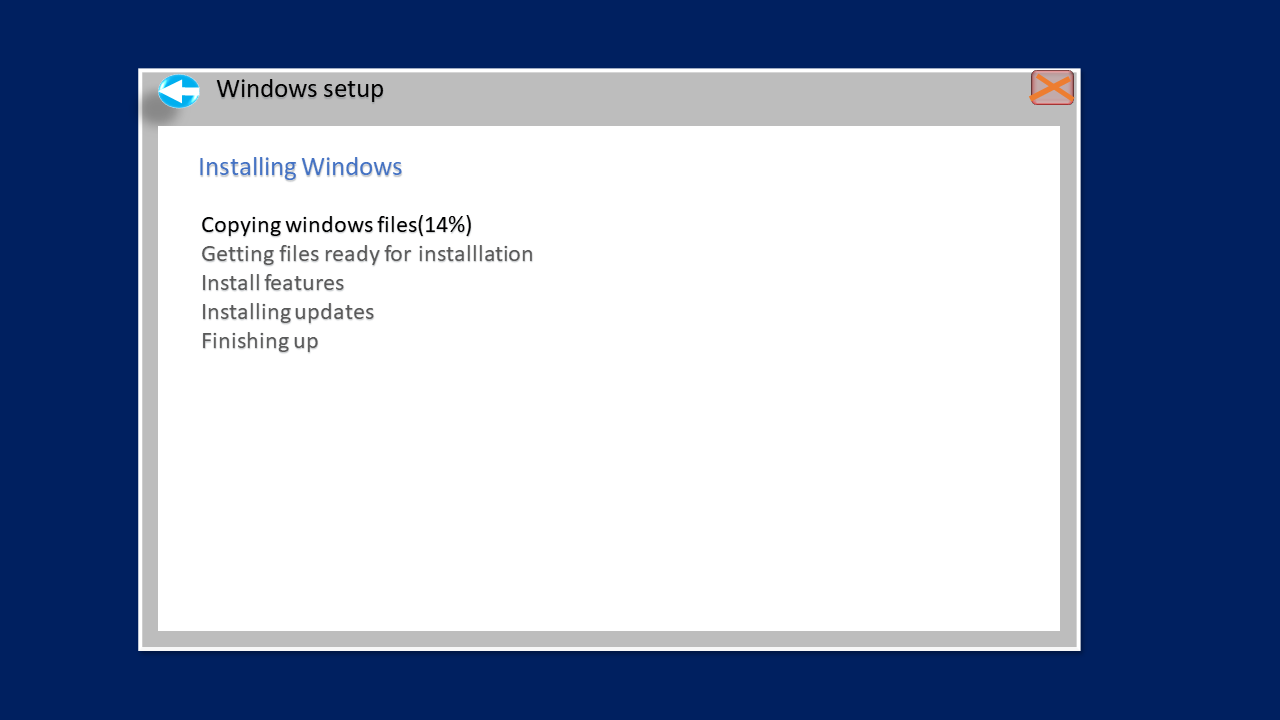 Windows setup
Installing Windows
Copying windows files(14%)
Getting files ready for installlation
Install features
Installing updates
Finishing up